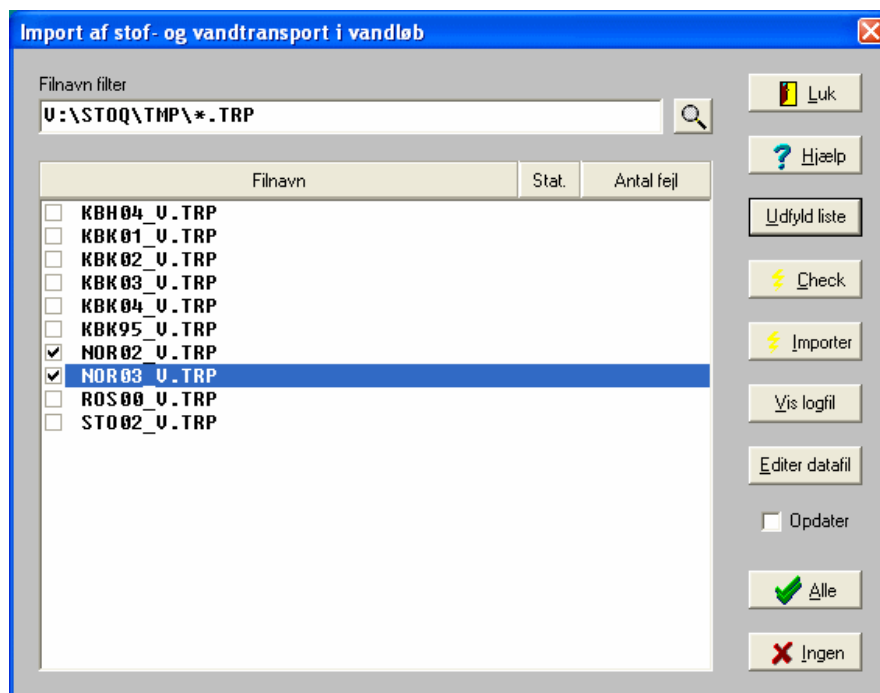 Import af stof- og vandtransport i vandløb
Filnavn filter
V:\STOQ\TMP\*.TRP
Filnavn Stat. Antal fejl
KBH04_V.TRP
KBK01_V.TRP
KBK02_V.TRP
KBK03_V.TRP
KBK04_V.TRP
KBK95_V.TRP
NOR02_V.TRP
NOR03_V.TRP
ROS00_V.TRP
STO02_V.TRP
Luk
Hjælp
Udfyld liste
Check
Importer
Vis logfil
Editer datafil
Opdater
Alle
Ingen